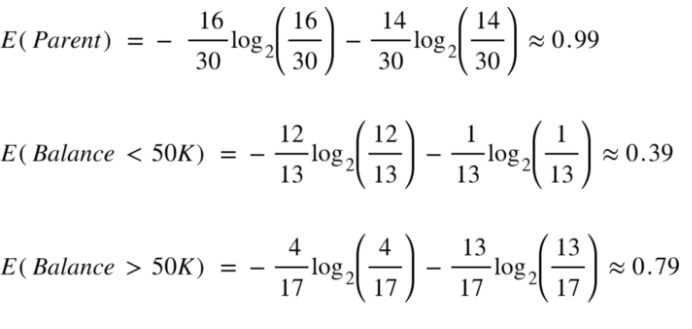 E(Parent) = − 16/30 log₂(16/30) − 14/30 log₂(14/30) ≈ 0.99
E(Balance < 50K) = − 12/13 log₂(12/13) − 1/13 log₂(1/13) ≈ 0.39
E(Balance > 50K) = − 4/17 log₂(4/17) − 13/17 log₂(13/17) ≈ 0.79